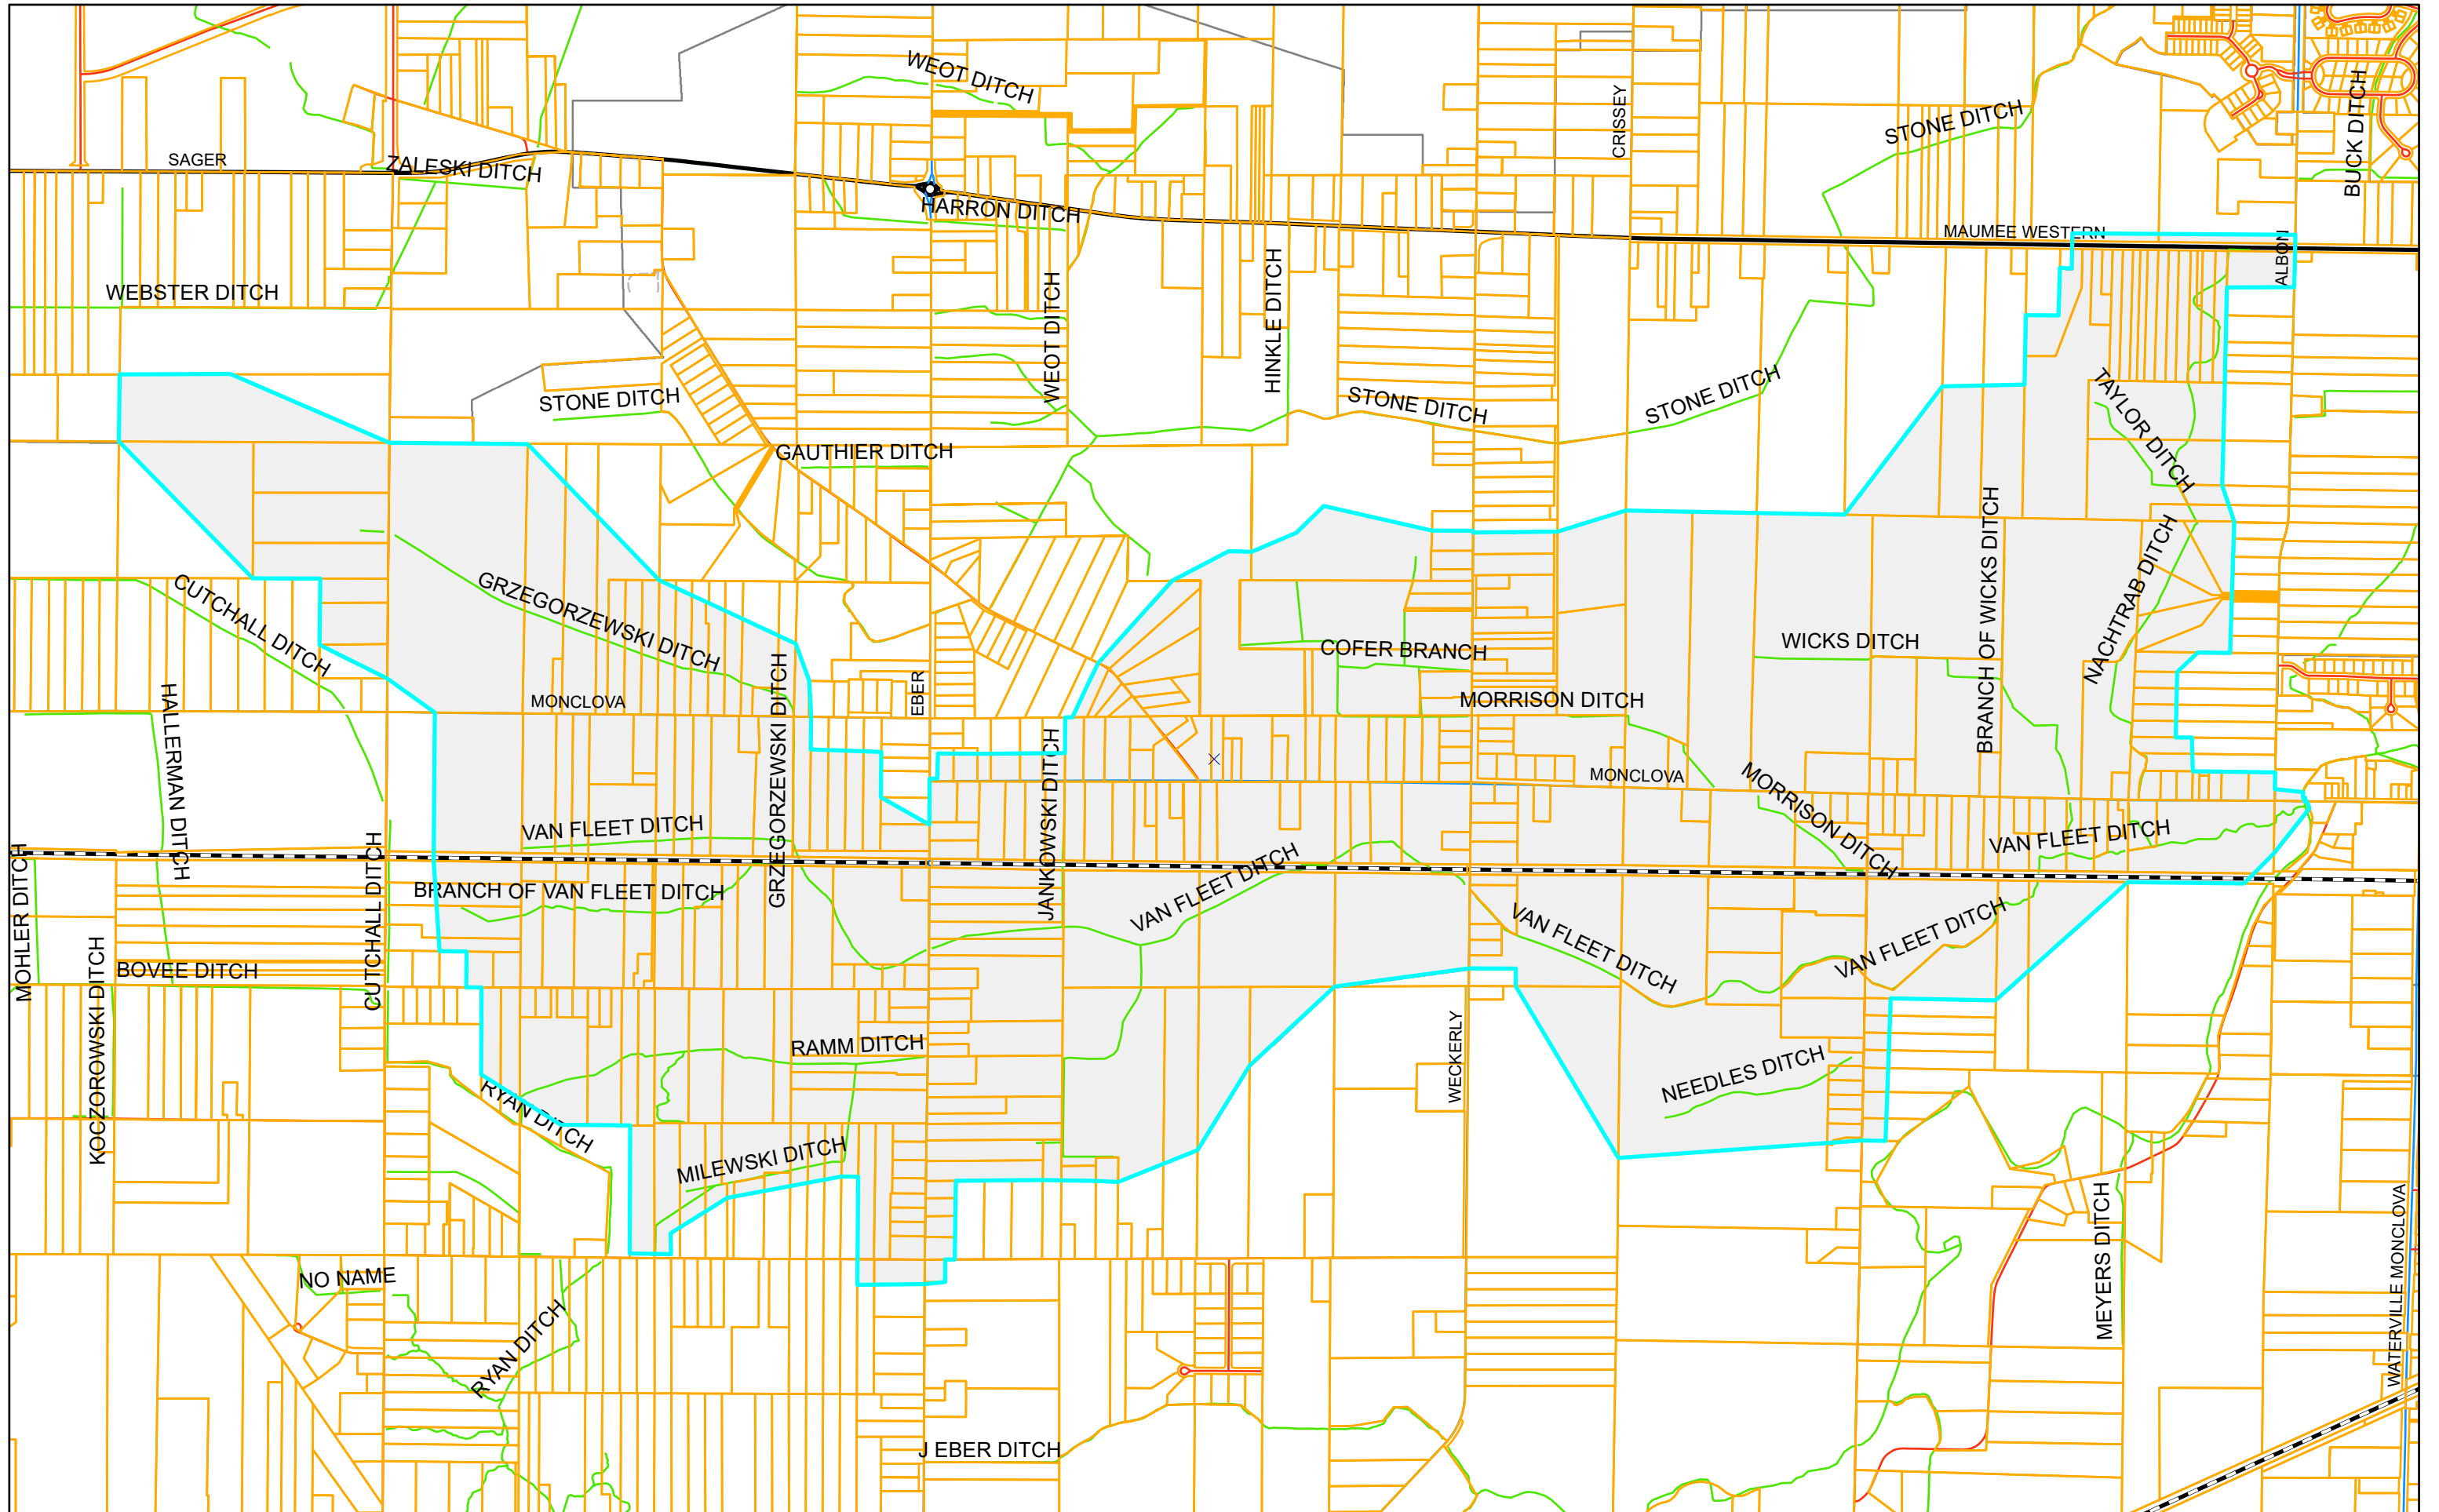 WEOT DITCH
CRISSEY
STONE DITCH
BUCK DITCH
SAGER
ZALESKI DITCH
HARRON DITCH
MAUMEE WESTERN
ALBON
WEBSTER DITCH
WEOT DITCH
HINKLE DITCH
STONE DITCH
STONE DITCH
STONE DITCH
TAYLOR DITCH
GAUTHIER DITCH
CUTCHALL DITCH
GRZEGORZEWSKI DITCH
COFER BRANCH
WICKS DITCH
BRANCH OF WICKS DITCH
NACHTRAB DITCH
HALLERMAN DITCH
MONCLOVA
GRZEGORZEWSKI DITCH
EBER
MORRISON DITCH
JANKOWSKI DITCH
MONCLOVA
MORRISON DITCH
VAN FLEET DITCH
VAN FLEET DITCH
MOHLER DITCH
CUTCHALL DITCH
BRANCH OF VAN FLEET DITCH
VAN FLEET DITCH
VAN FLEET DITCH
VAN FLEET DITCH
KOCZOROWSKI DITCH
BOVEE DITCH
RAMM DITCH
WECKERLY
NEEDLES DITCH
RYAN DITCH
MILEWSKI DITCH
MEYERS DITCH
WATERVILLE MONCLOVA
NO NAME
RYAN DITCH
J EBER DITCH